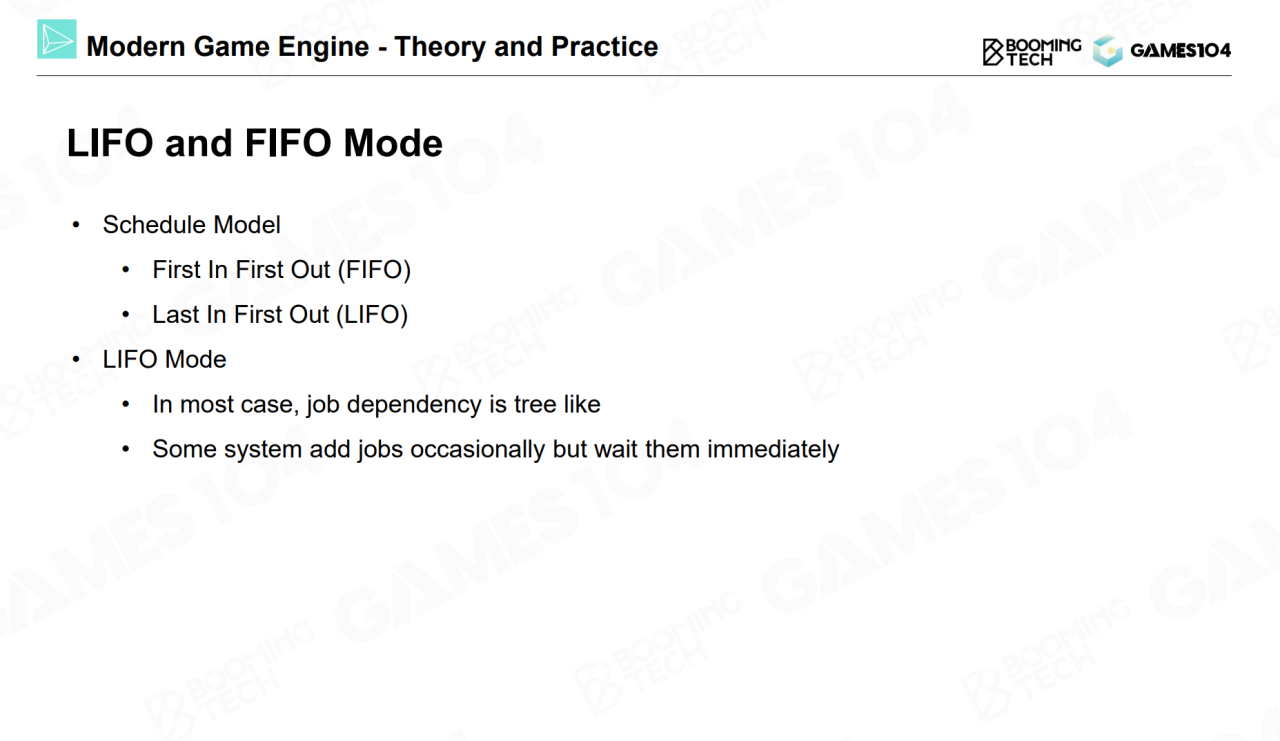 Modern Game Engine - Theory and Practice
BOOMING
TECH
GAMES104
LIFO and FIFO Mode
• Schedule Model
• First In First Out (FIFO)
• Last In First Out (LIFO)
• LIFO Mode
• In most case, job dependency is tree like
• Some system add jobs occasionally but wait them immediately